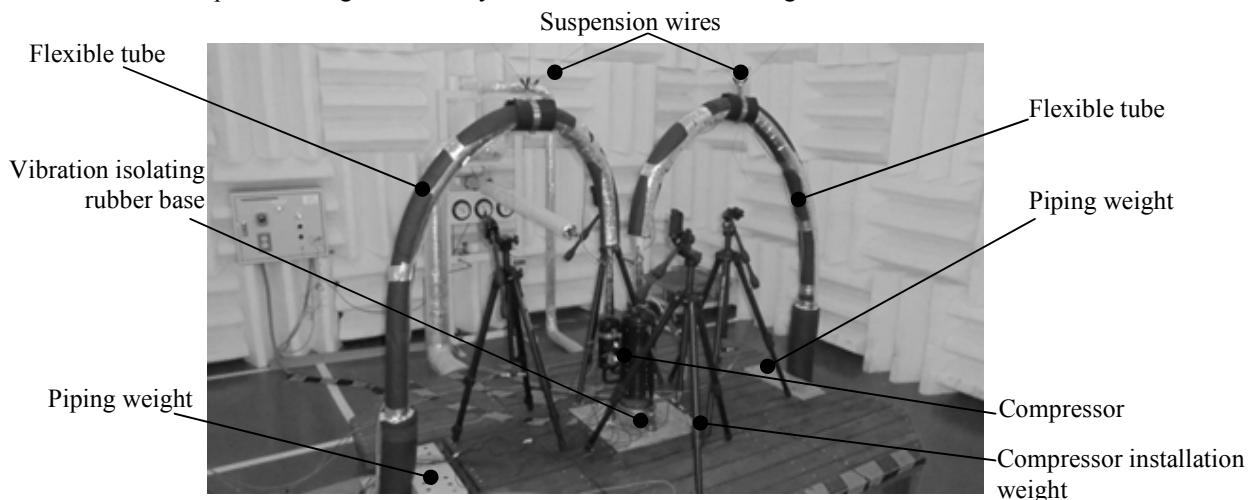 Suspension wires
Flexible tube
Flexible tube
Vibration isolating
rubber base
Piping weight
Piping weight
Compressor
Compressor installation
weight